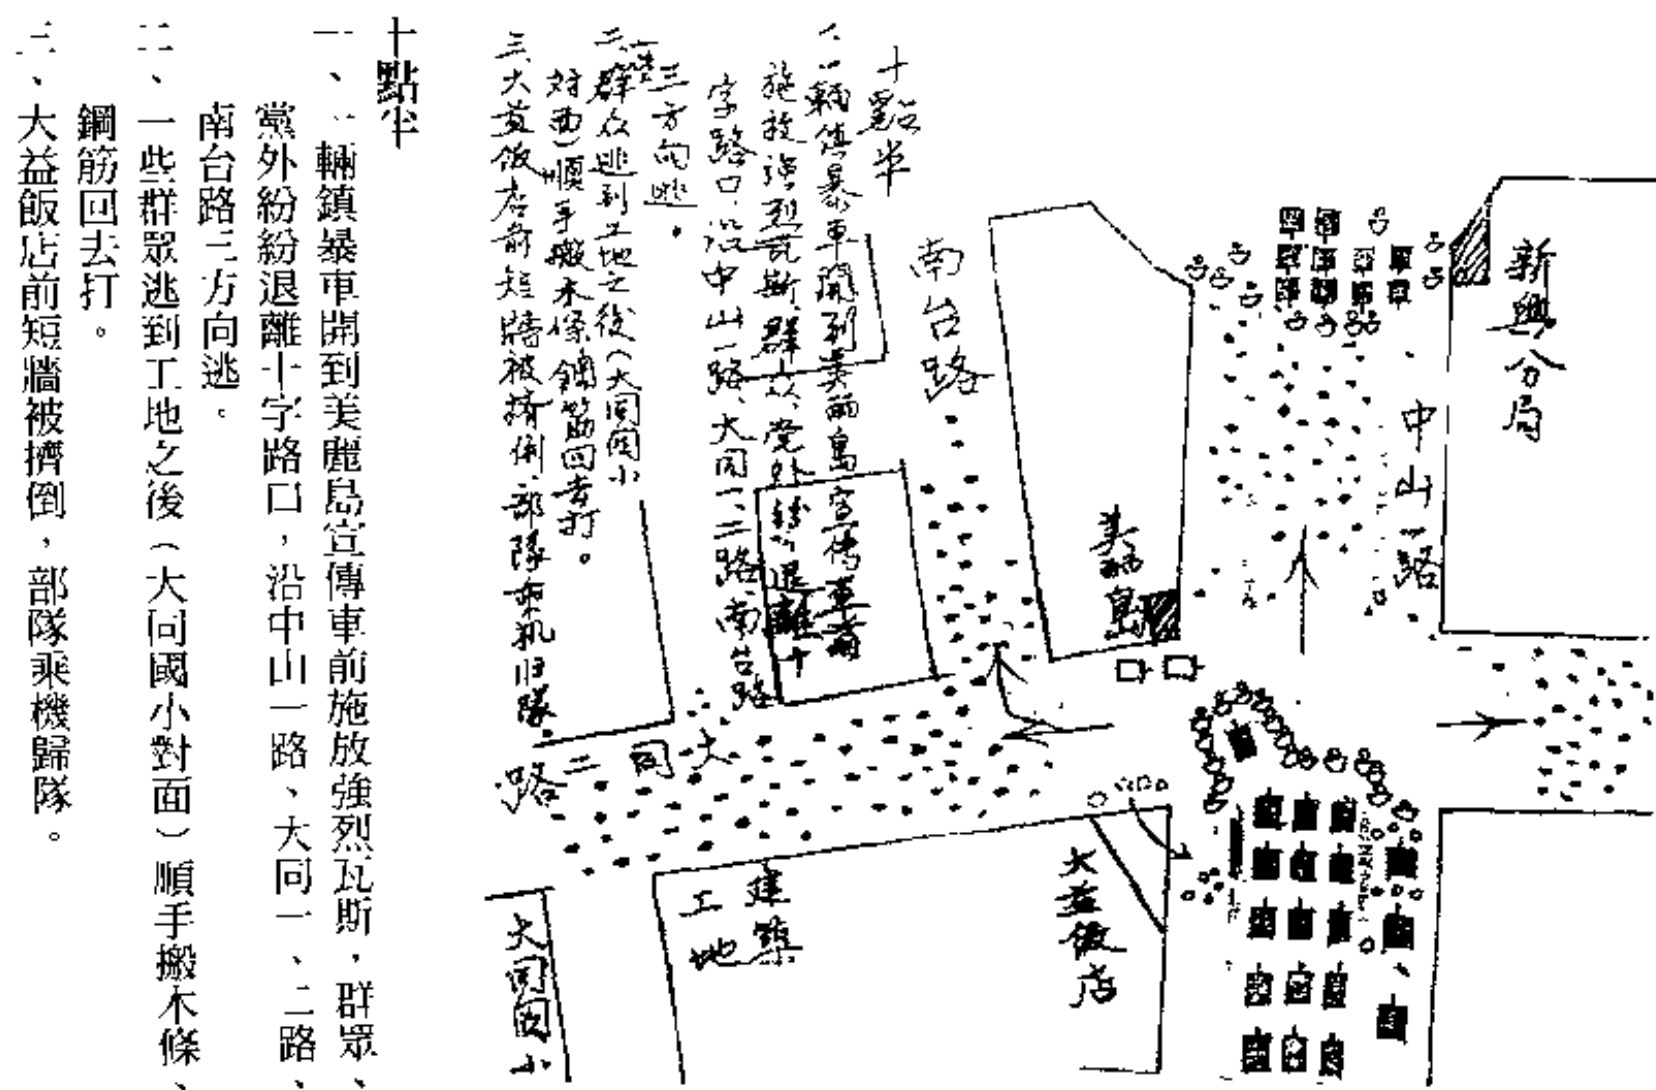 十點半
一、一輛鎮暴車開到美麗島宣傳車前施放強烈瓦斯，群眾、
黨外紛紛退離十字路口，沿中山一路、大同一、二路、
南台路三方向逃。
二、一些群眾逃到工地之後（大同國小對面）順手搬木條、
鋼筋回去打。
三、大益飯店前短牆被擠倒，部隊乘機歸隊。
十點半
一輛鎮暴車開到美麗島宣傳車前
施放强烈瓦斯，群众、党外紛紛退離十
字路口，沿中山一路、大同一、二路、南台路
三方向逃。
二、一些群众逃到工地之後（大同國小
対面）順手搬木條、鋼筋回去打。
三、大益飯店前短牆被擠倒，部隊乘机归隊。
南台路
美麗島
新興分局
中山一路
大同二路
建築
工地
大同國小
大益飯店